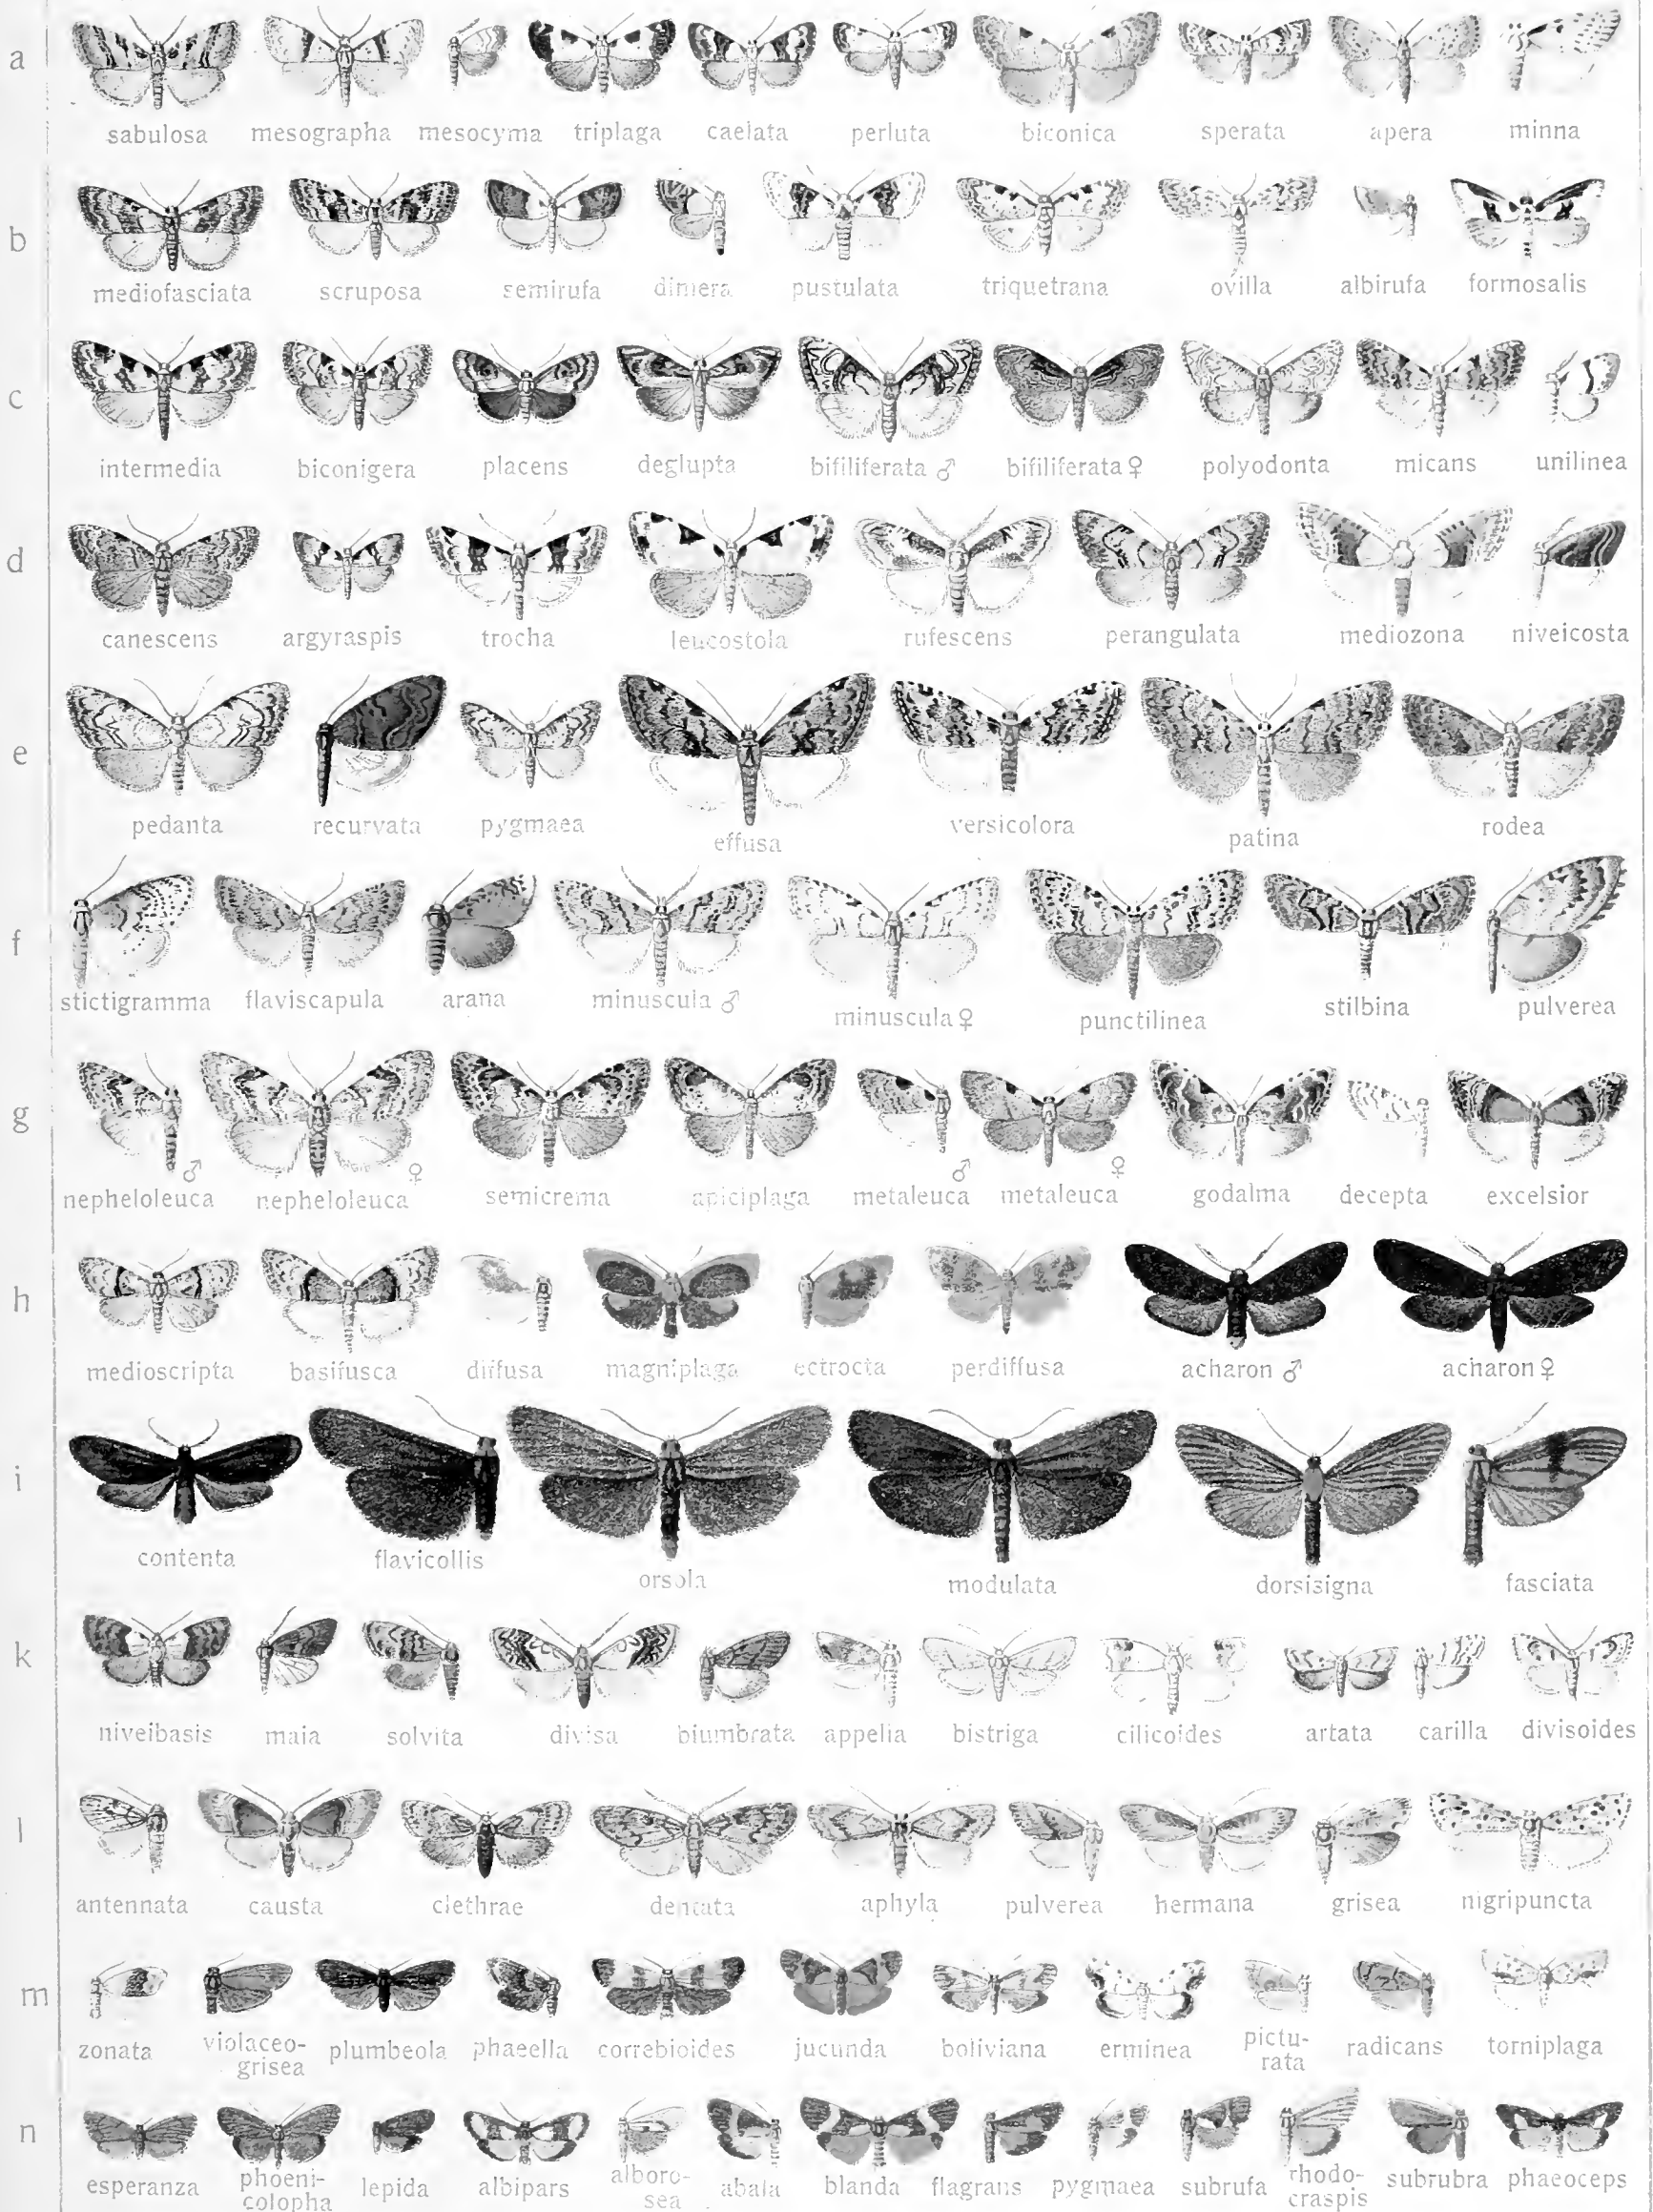 a
sabulosa mesographa mesocyma triplaga caelata perluta biconica sperata apera minna
b
mediofasciata scruposa semirufa dimera pustulata triquetrana ovilla albirufa formosalis
c
intermedia biconigera placens deglupta bifiliferata ♂ bifiliferata ♀ polyodonta micans unilinea
d
canescens argyraspis trocha leucostola rufescens perangulata mediozona niveicosta
e
pedanta recurvata pygmaea effusa versicolora patina rodea
f
stictigramma flaviscapula arana minuscula ♂ minuscula ♀ punctilinea stilbina pulverea
g
♂ ♀ ♂ ♀
nepheloleuca nepheloleuca semicrema apiciplaga metaleuca metaleuca godalma decepta excelsior
h
medioscripta basifusca diffusa magniplaga ectrocta perdiffusa acharon ♂ acharon ♀
i
contenta flavicollis orsola modulata dorsisigna fasciata
k
niveibasis maia solvita divisa biumbrata appelia bistriga cilicoides artata carilla divisoides
l
antennata causta clethrae dentata aphyla pulverea hermana grisea nigripuncta
m
zonata violaceo- plumbeola phaeella correbioides jucunda boliviana erminea pictu- radicans torniplaga
grisea rata
n
esperanza phoeni- lepida albipars alboro- abala blanda flagrans pygmaea subrufa rhodo- subrubra phaeoceps
colopha sea craspis